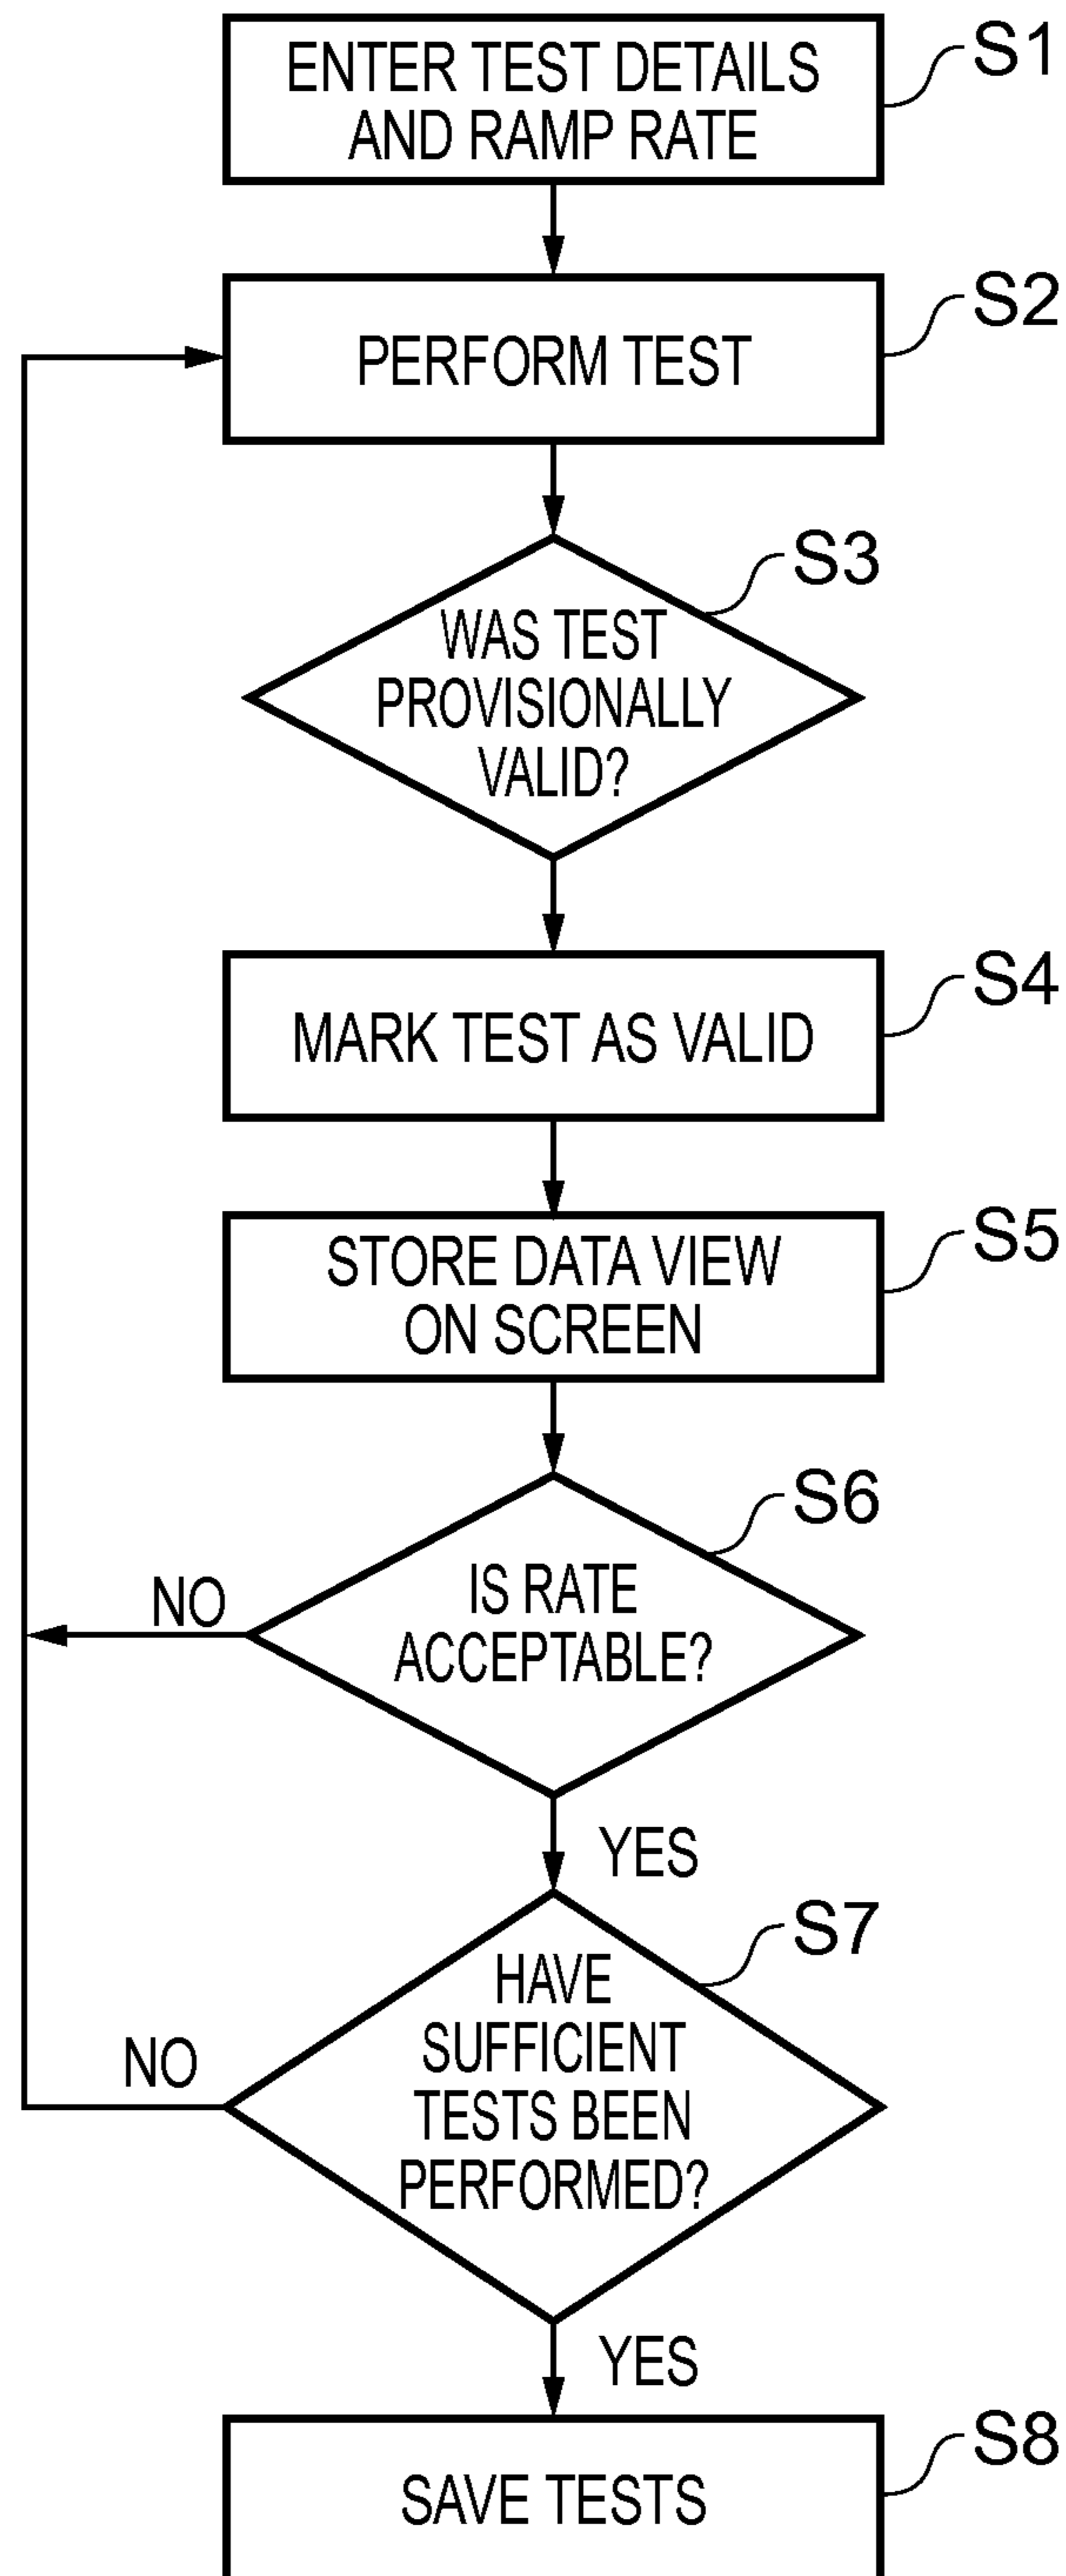 ENTER TEST DETAILS
AND RAMP RATE
S1
PERFORM TEST
S2
WAS TEST
PROVISIONALLY
VALID?
S3
MARK TEST AS VALID
S4
STORE DATA VIEW
ON SCREEN
S5
IS RATE
ACCEPTABLE?
S6
NO
YES
HAVE
SUFFICIENT
TESTS BEEN
PERFORMED?
S7
NO
YES
SAVE TESTS
S8